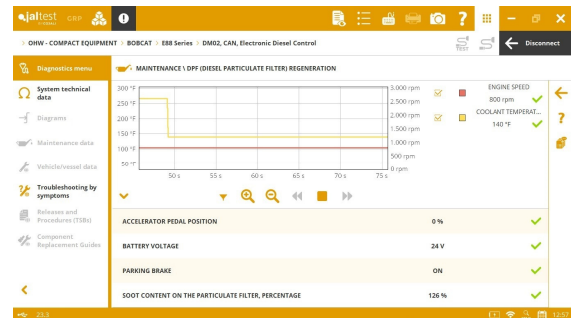 jaltest GRP
OHW - COMPACT EQUIPMENT > BOBCAT > E88 Series > DM02, CAN, Electronic Diesel Control
TEST
Disconnect
Diagnostics menu
MAINTENANCE \ DPF (DIESEL PARTICULATE FILTER) REGENERATION
System technical
data
Diagrams
Maintenance data
Vehicle/vessel data
Troubleshooting by
symptoms
Releases and
Procedures (TSBs)
Component
Replacement Guides
300 °F
250 °F
200 °F
150 °F
100 °F
50 °F
3.000 rpm
2.500 rpm
2.000 rpm
1.500 rpm
1.000 rpm
500 rpm
0 rpm
50 s 55 s 60 s 65 s 70 s 75 s
ENGINE SPEED
800 rpm
COOLANT TEMPERAT...
140 °F
ACCELERATOR PEDAL POSITION 0 %
BATTERY VOLTAGE 24 V
PARKING BRAKE ON
SOOT CONTENT ON THE PARTICULATE FILTER, PERCENTAGE 126 %
23.3 12:57